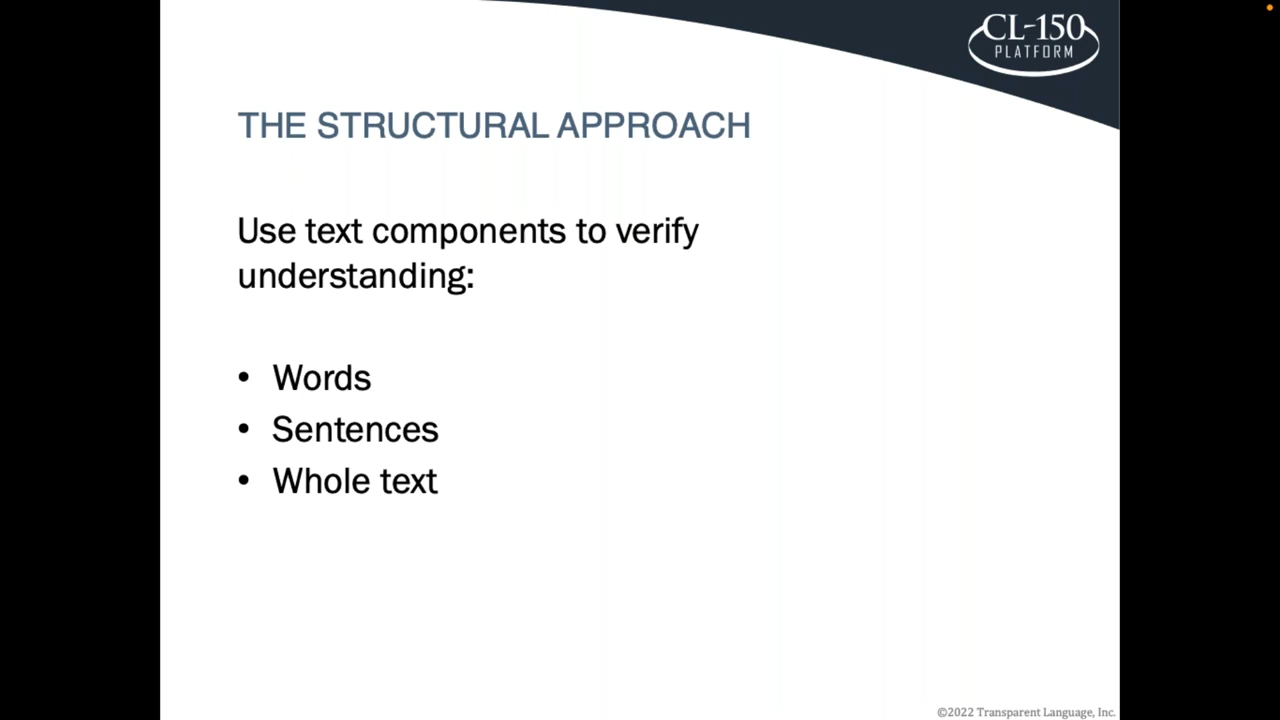 CL-150
PLATFORM
THE STRUCTURAL APPROACH
Use text components to verify
understanding:
• Words
• Sentences
• Whole text
©2022 Transparent Language, Inc.